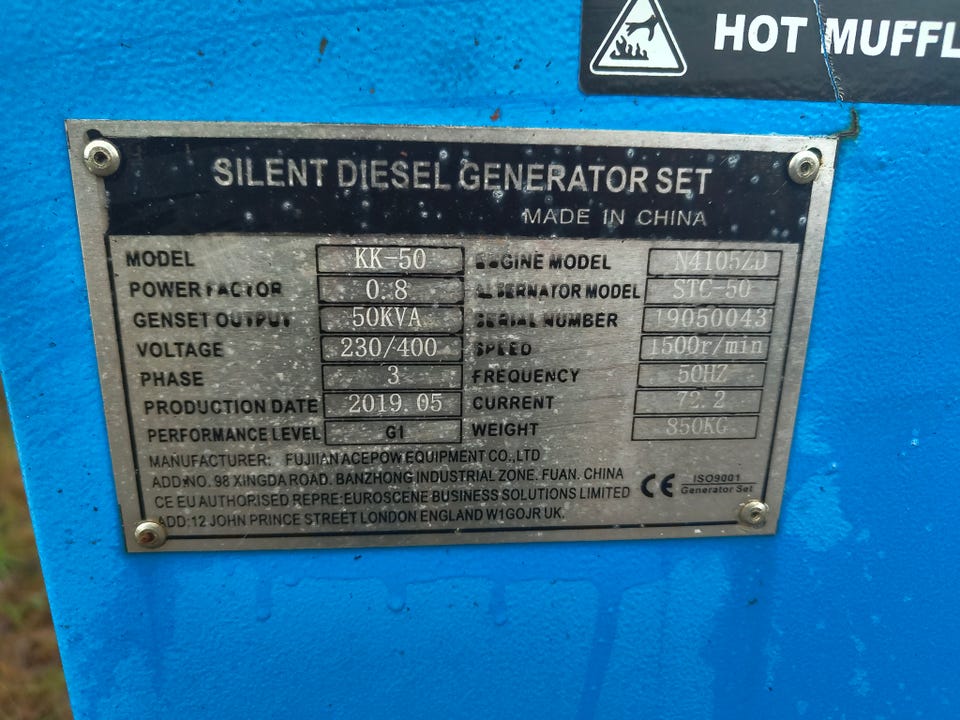 HOT MUFFL
SILENT DIESEL GENERATOR SET
MADE IN CHINA
MODEL KK-50 ENGINE MODEL N4105ZD
POWER FACTOR 0.8 ALTERNATOR MODEL STC-50
GENSET OUTPUT 50KVA SERIAL NUMBER 19050043
VOLTAGE 230/400 SPEED 1500r/min
PHASE 3 FREQUENCY 50HZ
PRODUCTION DATE 2019.05 CURRENT 72.2
PERFORMANCE LEVEL G1 WEIGHT 850KG
MANUFACTURER: FUJIIAN ACEPOW EQUIPMENT CO.,LTD
ADD:NO. 98 XINGDA ROAD. BANZHONG INDUSTRIAL ZONE. FUAN. CHINA
CE EU AUTHORISED REPRE: EUROSCENE BUSINESS SOLUTIONS LIMITED
ADD:12 JOHN PRINCE STREET LONDON ENGLAND W1GOJR UK.
CE ISO9001
Generator Set